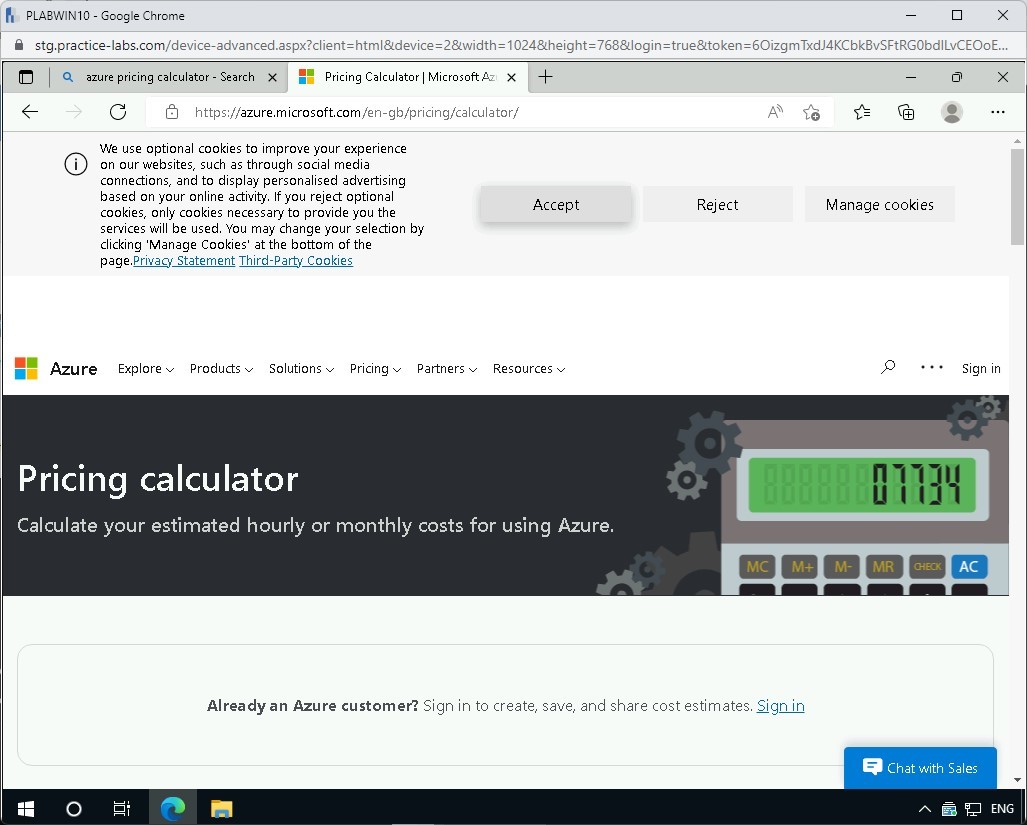 PLABWIN10 - Google Chrome
stg.practice-labs.com/device-advanced.aspx?client=html&device=2&width=1024&height=768&login=true&token=6OizgmTxdJ4KCbkBvSFtRG0bdILvCEOoE...
azure pricing calculator - Search
Pricing Calculator | Microsoft Az
https://azure.microsoft.com/en-gb/pricing/calculator/
We use optional cookies to improve your experience
on our websites, such as through social media
connections, and to display personalised advertising
based on your online activity. If you reject optional
cookies, only cookies necessary to provide you the
services will be used. You may change your selection by
clicking 'Manage Cookies' at the bottom of the
page.Privacy Statement Third-Party Cookies
Accept
Reject
Manage cookies
Azure
Explore
Products
Solutions
Pricing
Partners
Resources
Sign in
Pricing calculator
Calculate your estimated hourly or monthly costs for using Azure.
07734
MC M+ M- MR CHECK AC
Already an Azure customer? Sign in to create, save, and share cost estimates. Sign in
Chat with Sales
ENG